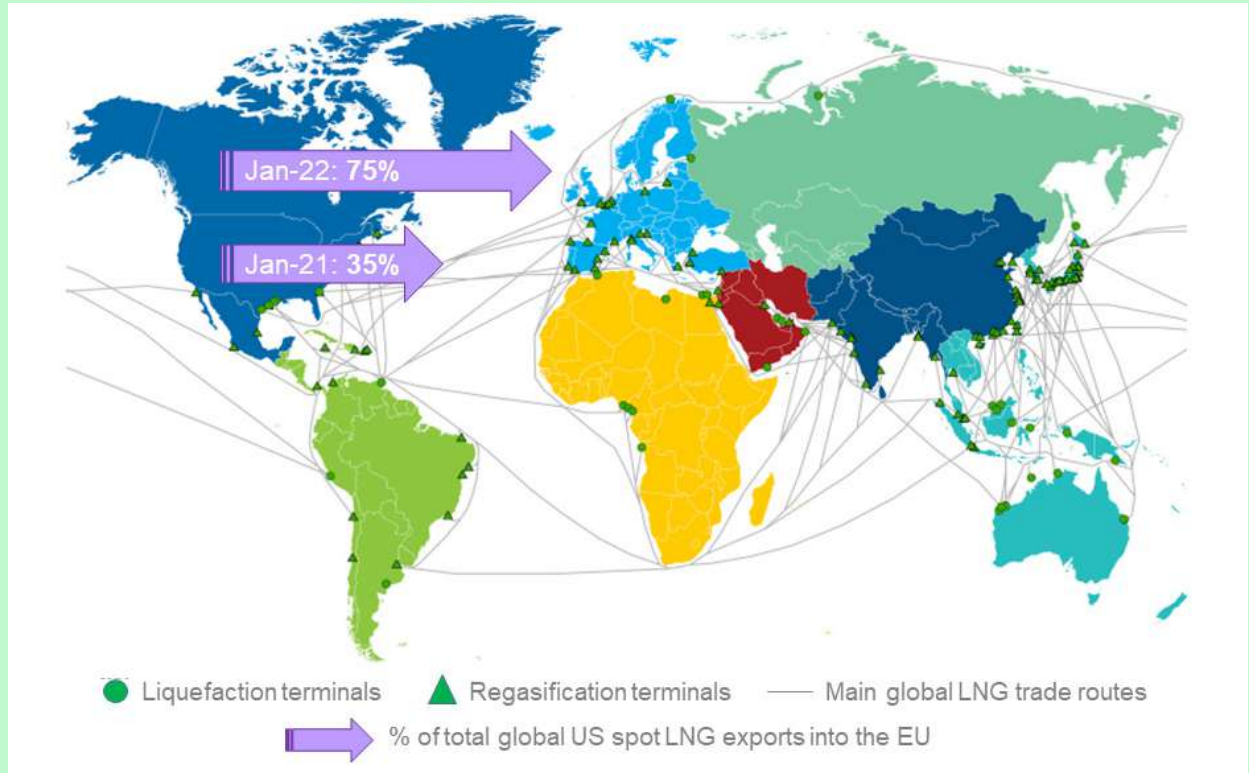 Jan-22: 75%
Jan-21: 35%
Liquefaction terminals
Regasification terminals
Main global LNG trade routes
% of total global US spot LNG exports into the EU